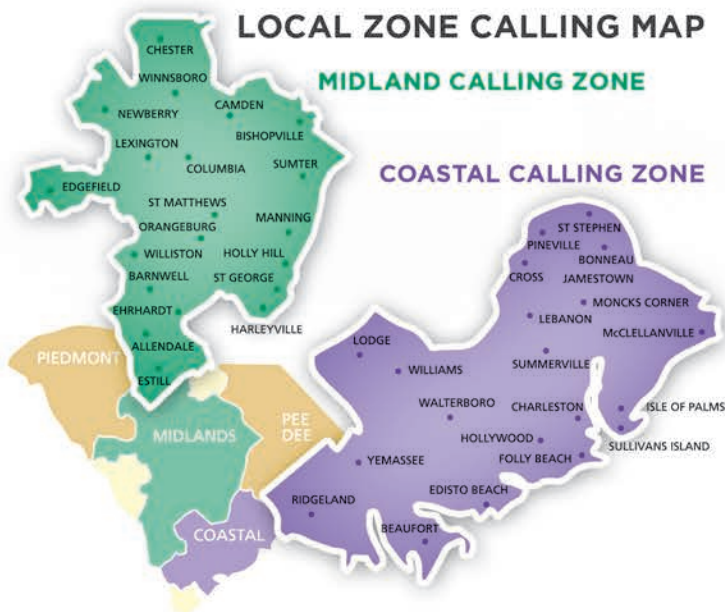 LOCAL ZONE CALLING MAP
MIDLAND CALLING ZONE
CHESTER
WINNSBORO
NEWBERRY
CAMDEN
BISHOPVILLE
LEXINGTON
COLUMBIA
SUMTER
EDGEFIELD
ST MATTHEWS
ORANGEBURG
MANNING
WILLISTON
HOLLY HILL
BARNWELL
ST GEORGE
EHRHARDT
HARLEYVILLE
ALLENDALE
ESTILL
COASTAL CALLING ZONE
ST STEPHEN
PINEVILLE
BONNEAU
CROSS
JAMESTOWN
MONCKS CORNER
LEBANON
McCLELLANVILLE
LODGE
SUMMERVILLE
WILLIAMS
WALTERBORO
CHARLESTON
ISLE OF PALMS
HOLLYWOOD
SULLIVANS ISLAND
YEMASSEE
FOLLY BEACH
RIDGELAND
EDISTO BEACH
BEAUFORT
PIEDMONT
MIDLANDS
PEE
DEE
COASTAL